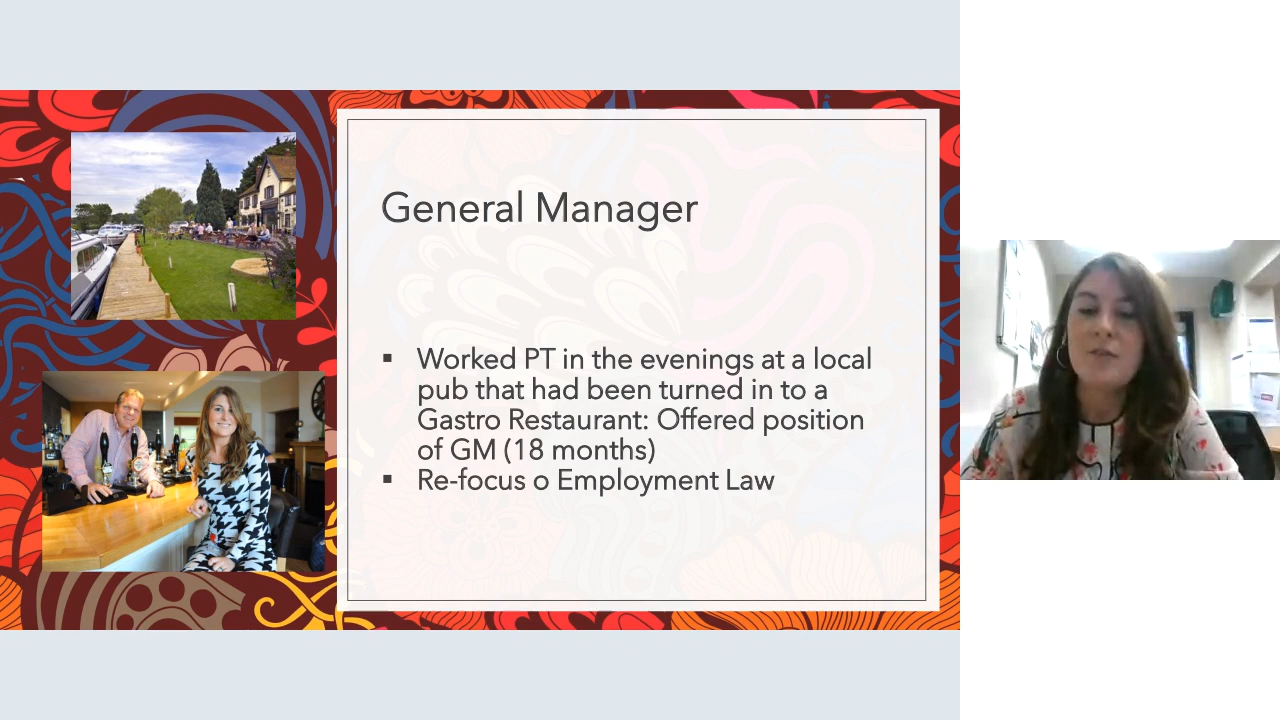 General Manager
▪ Worked PT in the evenings at a local
pub that had been turned in to a
Gastro Restaurant: Offered position
of GM (18 months)
▪ Re-focus o Employment Law